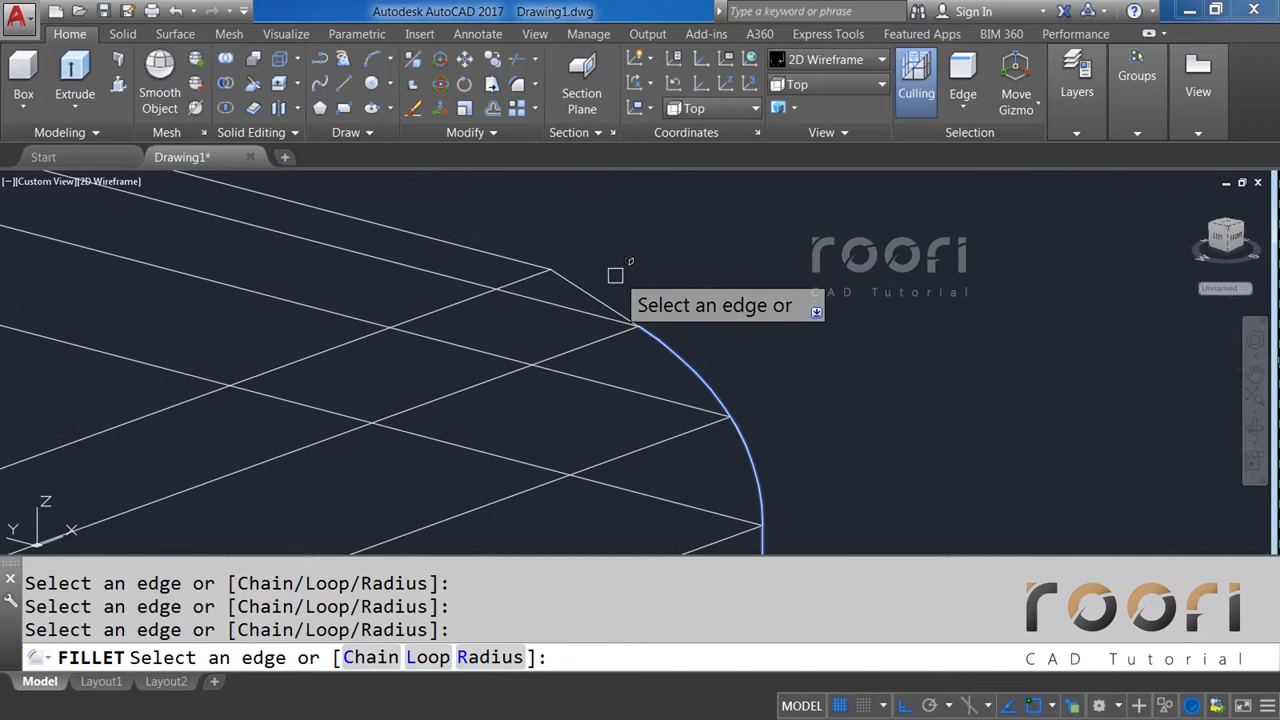 Autodesk AutoCAD 2017 Drawing1.dwg
Type a keyword or phrase
Sign In
Home Solid Surface Mesh Visualize Parametric Insert Annotate View Manage Output Add-ins A360 Express Tools Featured Apps BIM 360 Performance
Box
Extrude
Smooth
Object
Section
Plane
Top
2D Wireframe
Top
Culling
Edge
Move
Gizmo
Layers
Groups
View
Modeling
Mesh
Solid Editing
Draw
Modify
Section
Coordinates
View
Selection
Start
Drawing1*
[−][Custom View][2D Wireframe]
roofi
CAD Tutorial
LEFT FRONT
Unnamed
Select an edge or
Z
Y
X
Select an edge or [Chain/Loop/Radius]:
Select an edge or [Chain/Loop/Radius]:
Select an edge or [Chain/Loop/Radius]:
FILLET Select an edge or [Chain Loop Radius]:
roofi
CAD Tutorial
Model Layout1 Layout2
MODEL